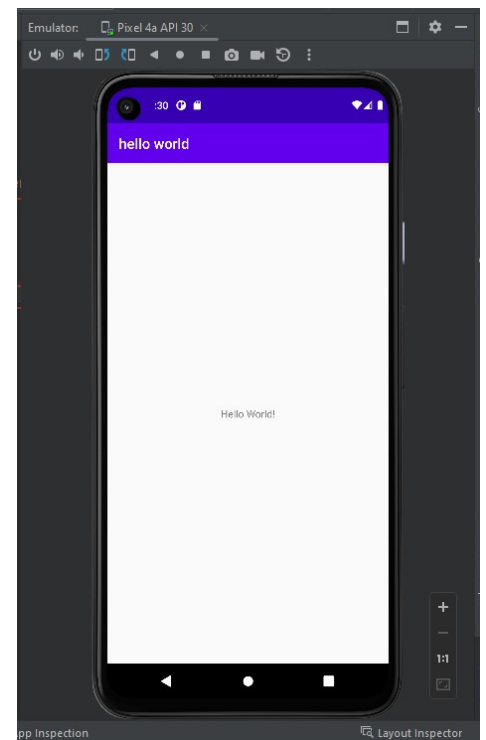 Emulator: Pixel 4a API 30
:30
hello world
Hello World!
1:1
pp Inspection
Layout Inspector